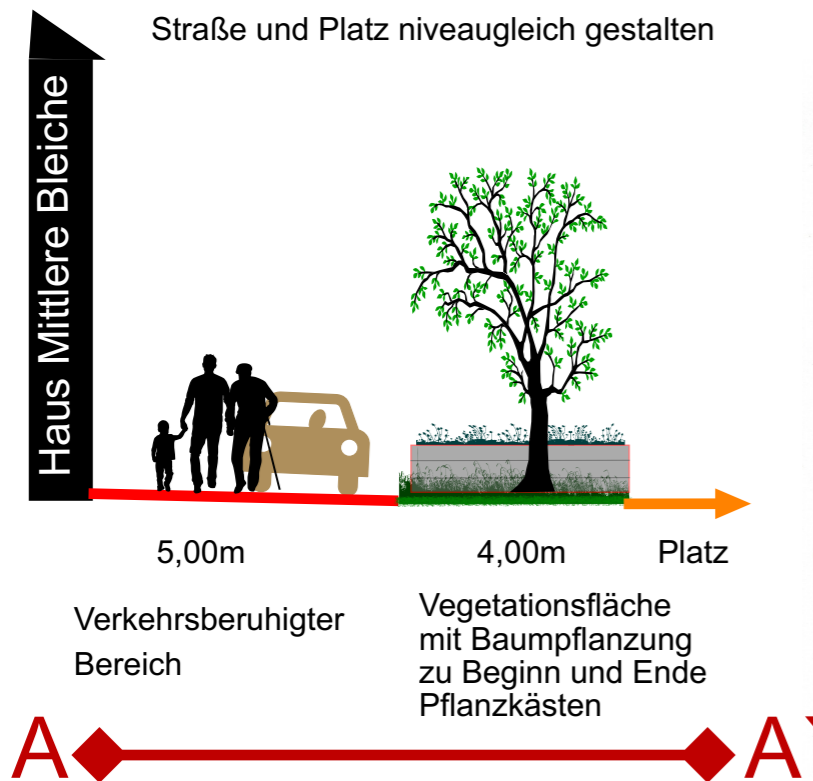 Straße und Platz niveaugleich gestalten
Haus Mittlere Bleiche
5,00m
4,00m
Platz
Verkehrsberuhigter
Bereich
Vegetationsfläche
mit Baumpflanzung
zu Beginn und Ende
Pflanzkästen
A
A